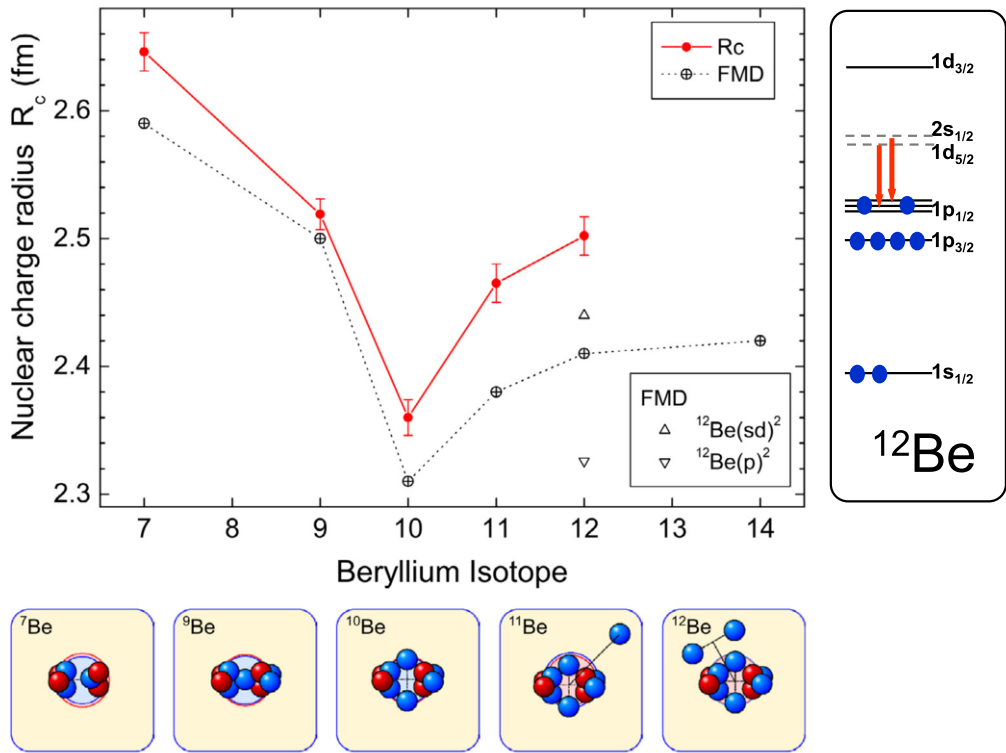 Nuclear charge radius R_c (fm)
2.6
2.5
2.4
2.3
Rc
FMD
FMD
¹²Be(sd)²
¹²Be(p)²
7 8 9 10 11 12 13 14
Beryllium Isotope
1d₃/₂
2s₁/₂
1d₅/₂
1p₁/₂
1p₃/₂
1s₁/₂
¹²Be
⁷Be
⁹Be
¹⁰Be
¹¹Be
¹²Be